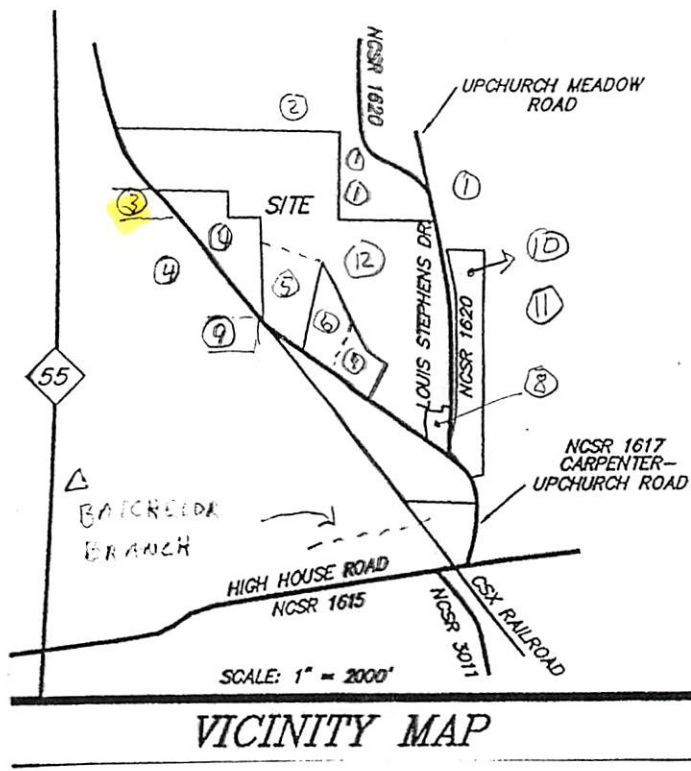 NCSR 1620
UPCHURCH MEADOW
ROAD
2
1
1
1
3
SITE
4
4
12
10
5
LOUIS STEPHENS DR.
NCSR 1620
11
6
9
55
8
NCSR 1617
CARPENTER-
UPCHURCH ROAD
BATCHELOR
BRANCH
HIGH HOUSE ROAD
NCSR 1615
CSX RAILROAD
NCSR 3011
SCALE: 1" = 2000'
VICINITY MAP